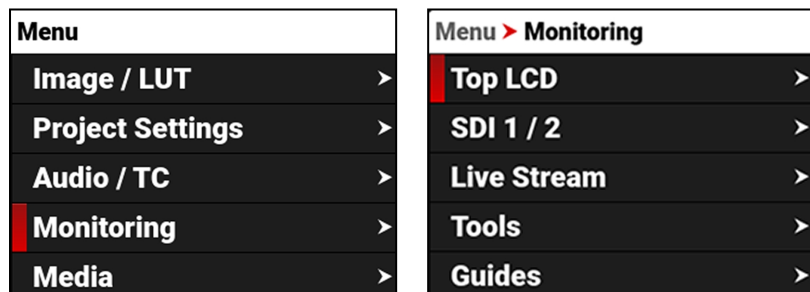 Menu
Image / LUT
Project Settings
Audio / TC
Monitoring
Media
Menu > Monitoring
Top LCD
SDI 1 / 2
Live Stream
Tools
Guides